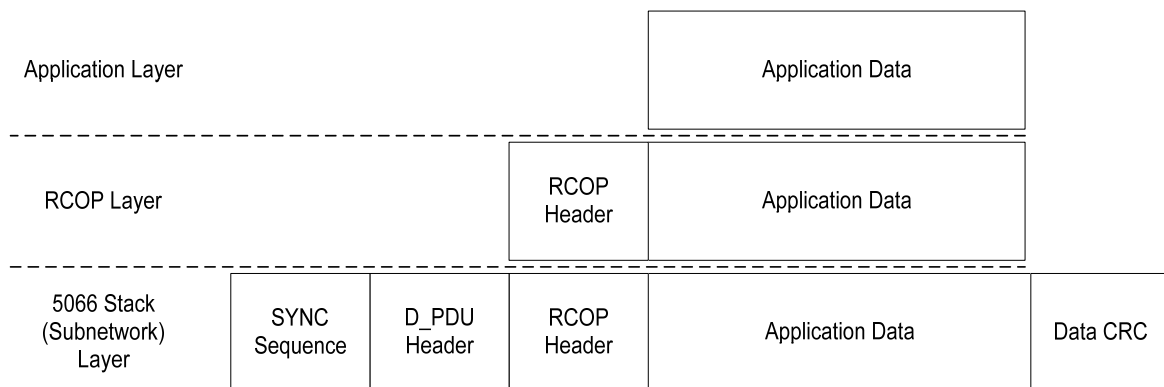 Application Layer
Application Data
RCOP Layer
RCOP
Header
Application Data
5066 Stack
(Subnetwork)
Layer
SYNC
Sequence
D_PDU
Header
RCOP
Header
Application Data
Data CRC